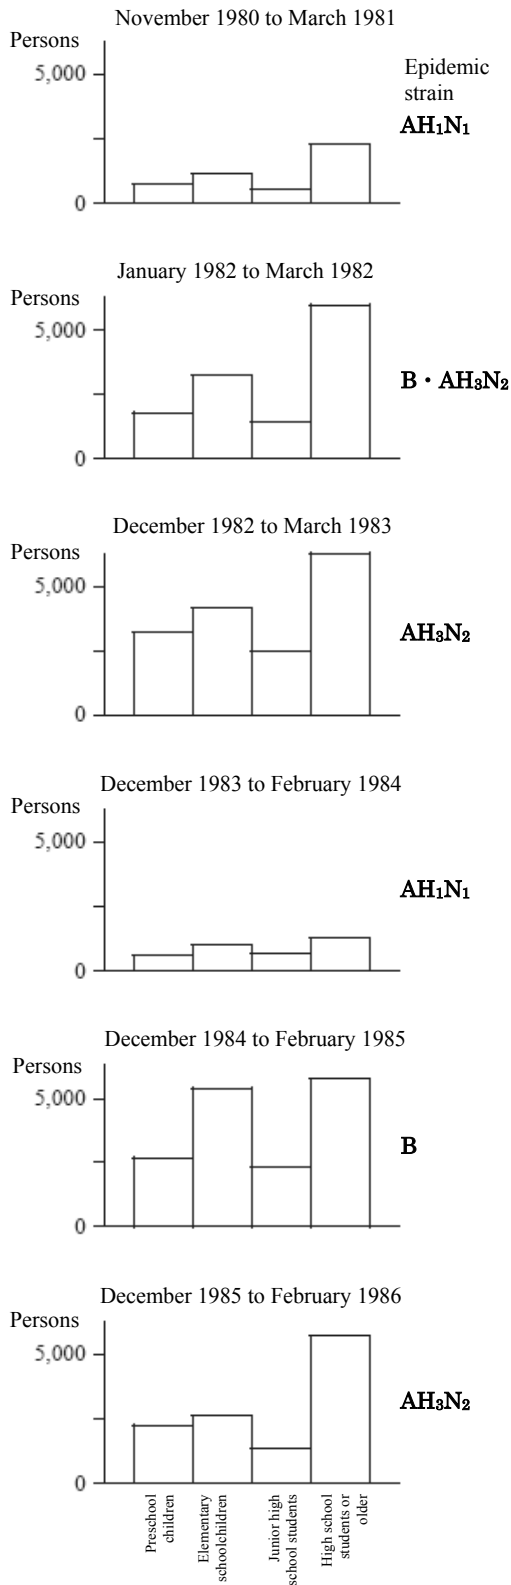 November 1980 to March 1981
Persons
5,000
0
Epidemic
strain
AH₁N₁
January 1982 to March 1982
Persons
5,000
0
B・AH₃N₂
December 1982 to March 1983
Persons
5,000
0
AH₃N₂
December 1983 to February 1984
Persons
5,000
0
AH₁N₁
December 1984 to February 1985
Persons
5,000
0
B
December 1985 to February 1986
Persons
5,000
0
AH₃N₂
Preschool
children
Elementary
schoolchildren
Junior high
school students
High school
students or
older